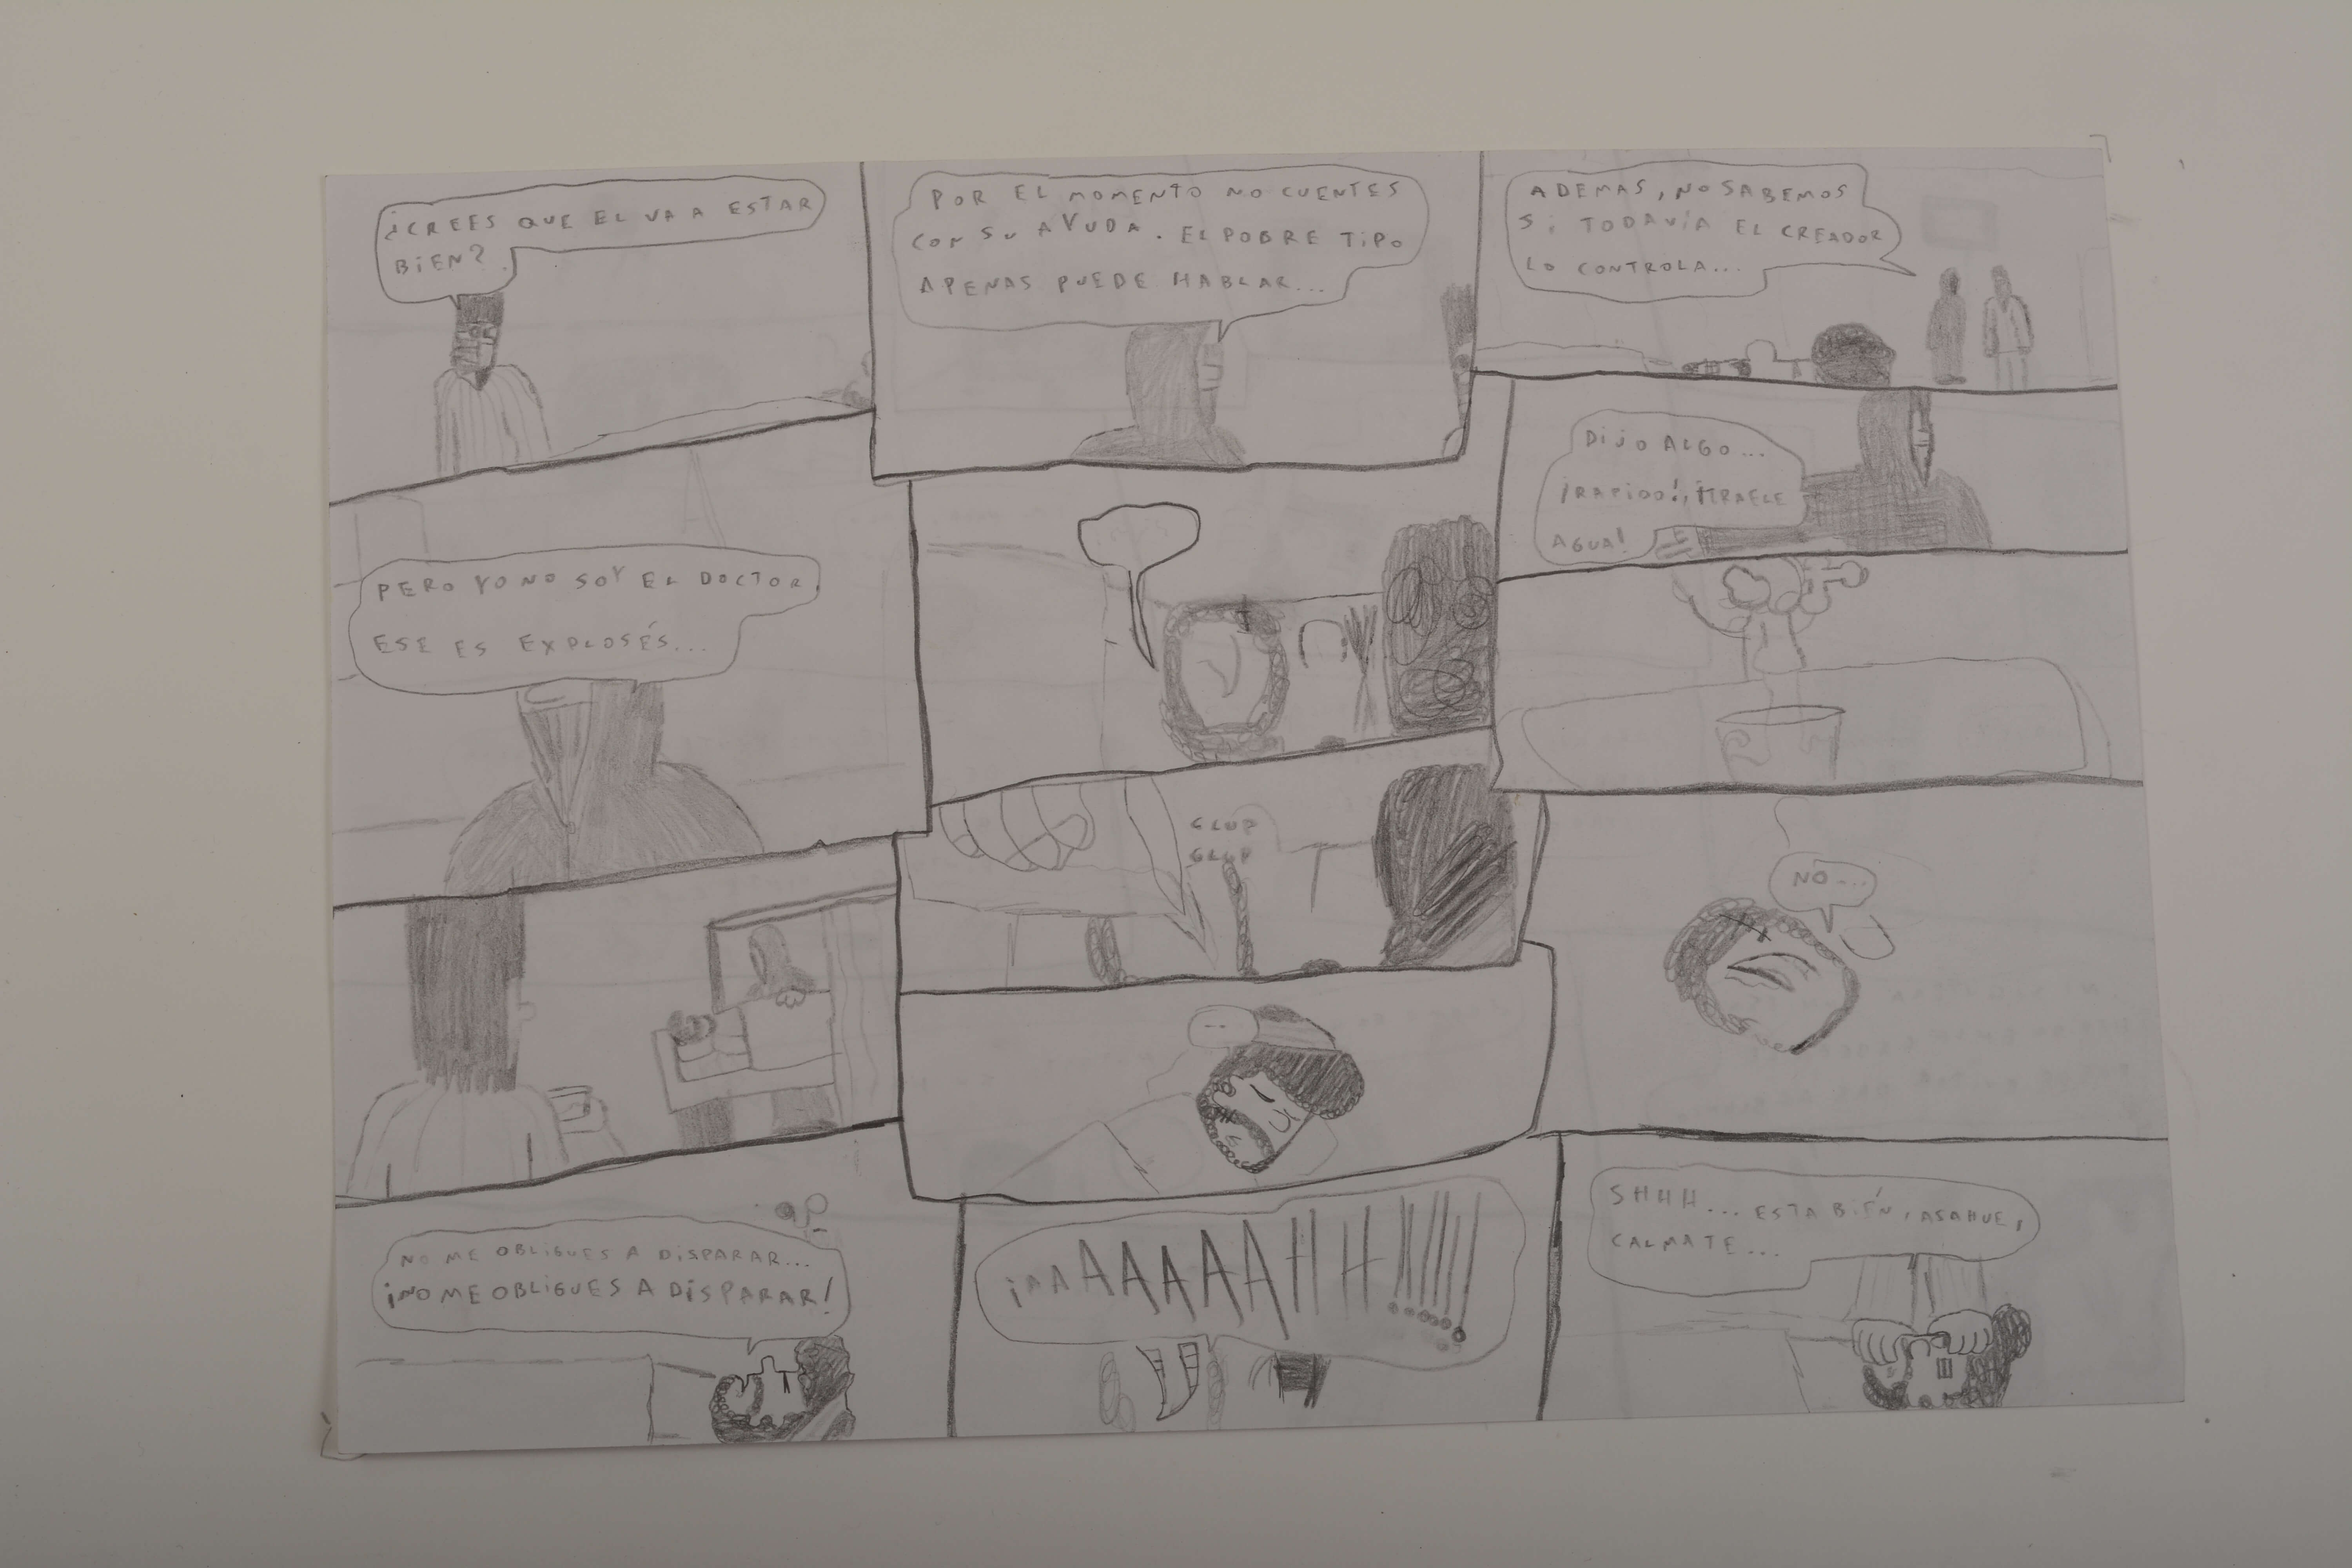 ¿CREES QUE EL VA A ESTAR
BIEN?
POR EL MOMENTO NO CUENTES
CON SU AYUDA. EL POBRE TIPO
APENAS PUEDE HABLAR...
ADEMAS, NO SABEMOS
Si TODAVÍA EL CREADOR
LO CONTROLA...
PERO YO NO SOY EL DOCTOR,
ESE ES EXPLOSÉS...
DIJO ALGO...
¡RAPIDO!, ¡TRAELE
AGUA!
GLUP
GLUP
...
NO...
NO ME OBLIGUES A DISPARAR...
¡NO ME OBLIGUES A DISPARAR!
¡AAAAAAAHH!!!!!!
SHHH... ESTA BIÉN, ASAHUE,
CALMATE...